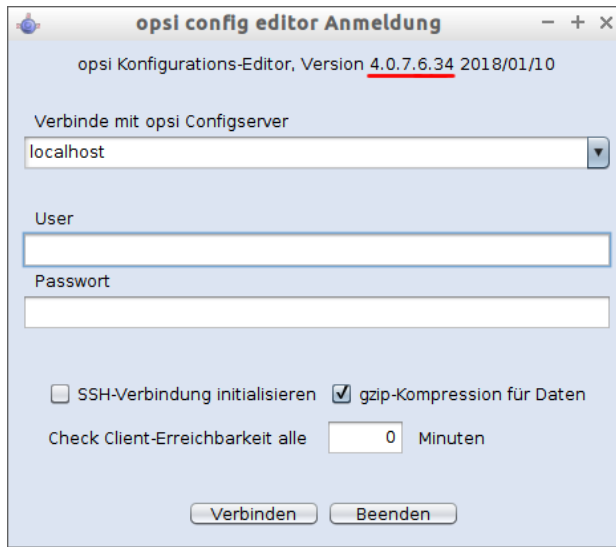 opsi config editor Anmeldung
opsi Konfigurations-Editor, Version 4.0.7.6.34 2018/01/10
Verbinde mit opsi Configserver
localhost
User
Passwort
SSH-Verbindung initialisieren gzip-Kompression für Daten
Check Client-Erreichbarkeit alle 0 Minuten
Verbinden Beenden